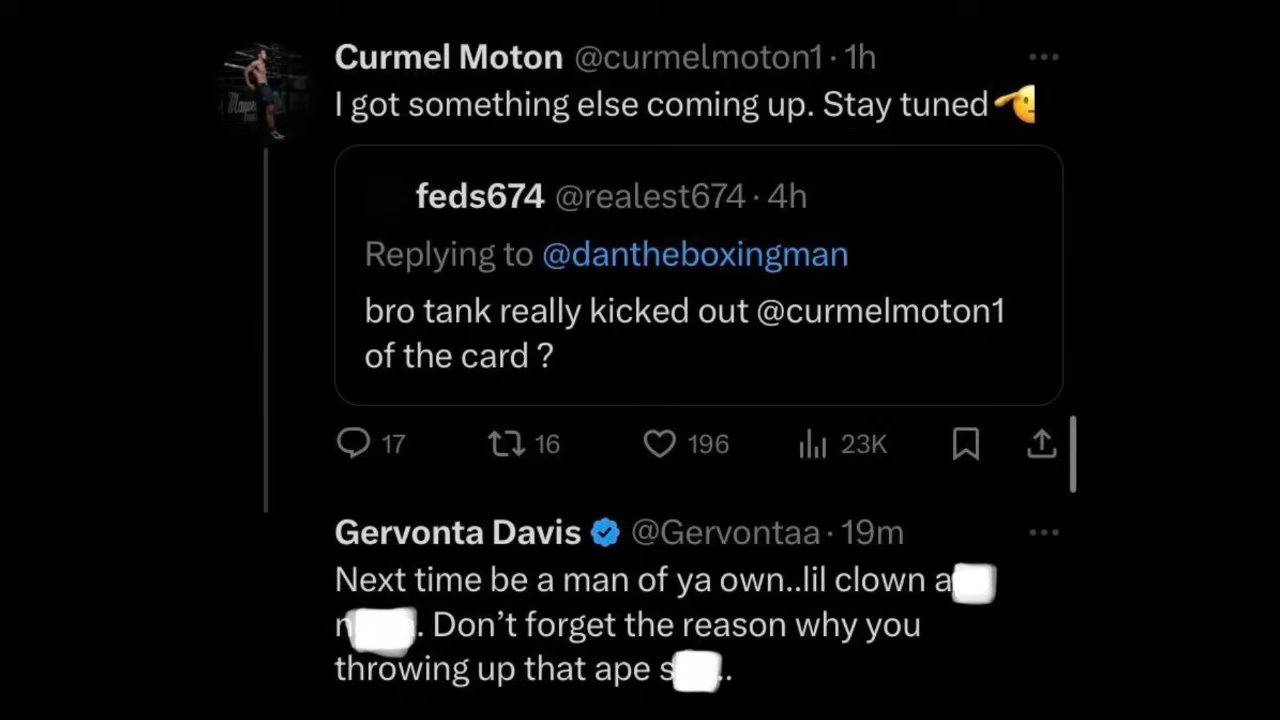 Curmel Moton @curmelmoton1 · 1h
I got something else coming up. Stay tuned
feds674 @realest674 · 4h
Replying to @dantheboxingman
bro tank really kicked out @curmelmoton1
of the card ?
17 16 196 23K
Gervonta Davis @Gervontaa · 19m
Next time be a man of ya own..lil clown a
n . Don’t forget the reason why you
throwing up that ape s ..